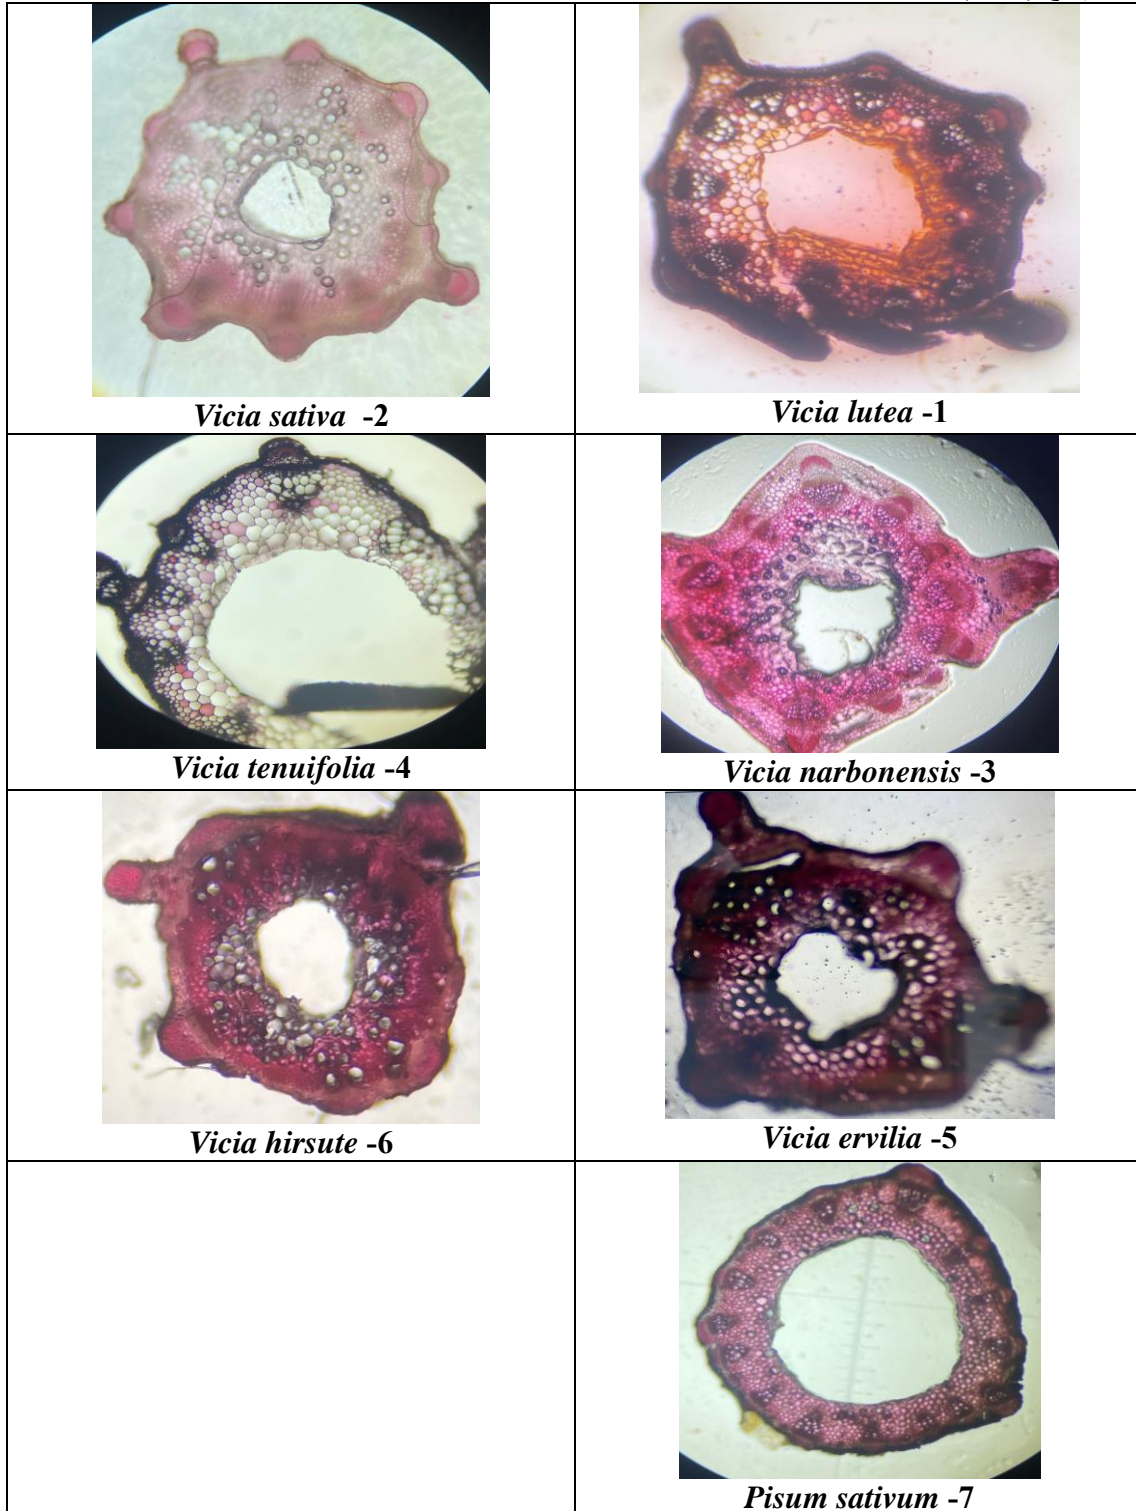 Vicia sativa -2
Vicia lutea -1
Vicia tenuifolia -4
Vicia narbonensis -3
Vicia hirsute -6
Vicia ervilia -5
Pisum sativum -7